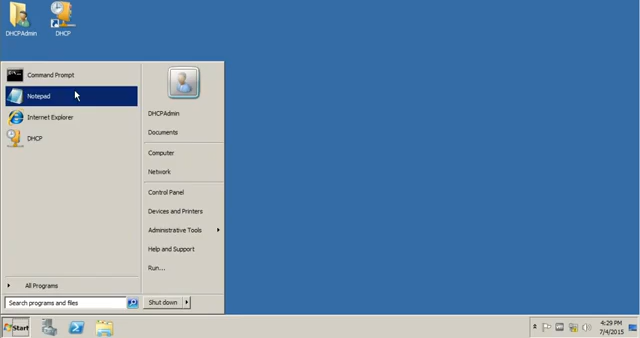 DHCPAdmin
DHCP
Command Prompt
Notepad
Internet Explorer
DHCP
All Programs
Search programs and files
DHCPAdmin
Documents
Computer
Network
Control Panel
Devices and Printers
Administrative Tools
Help and Support
Run...
Shut down
Start
4:29 PM
7/4/2015